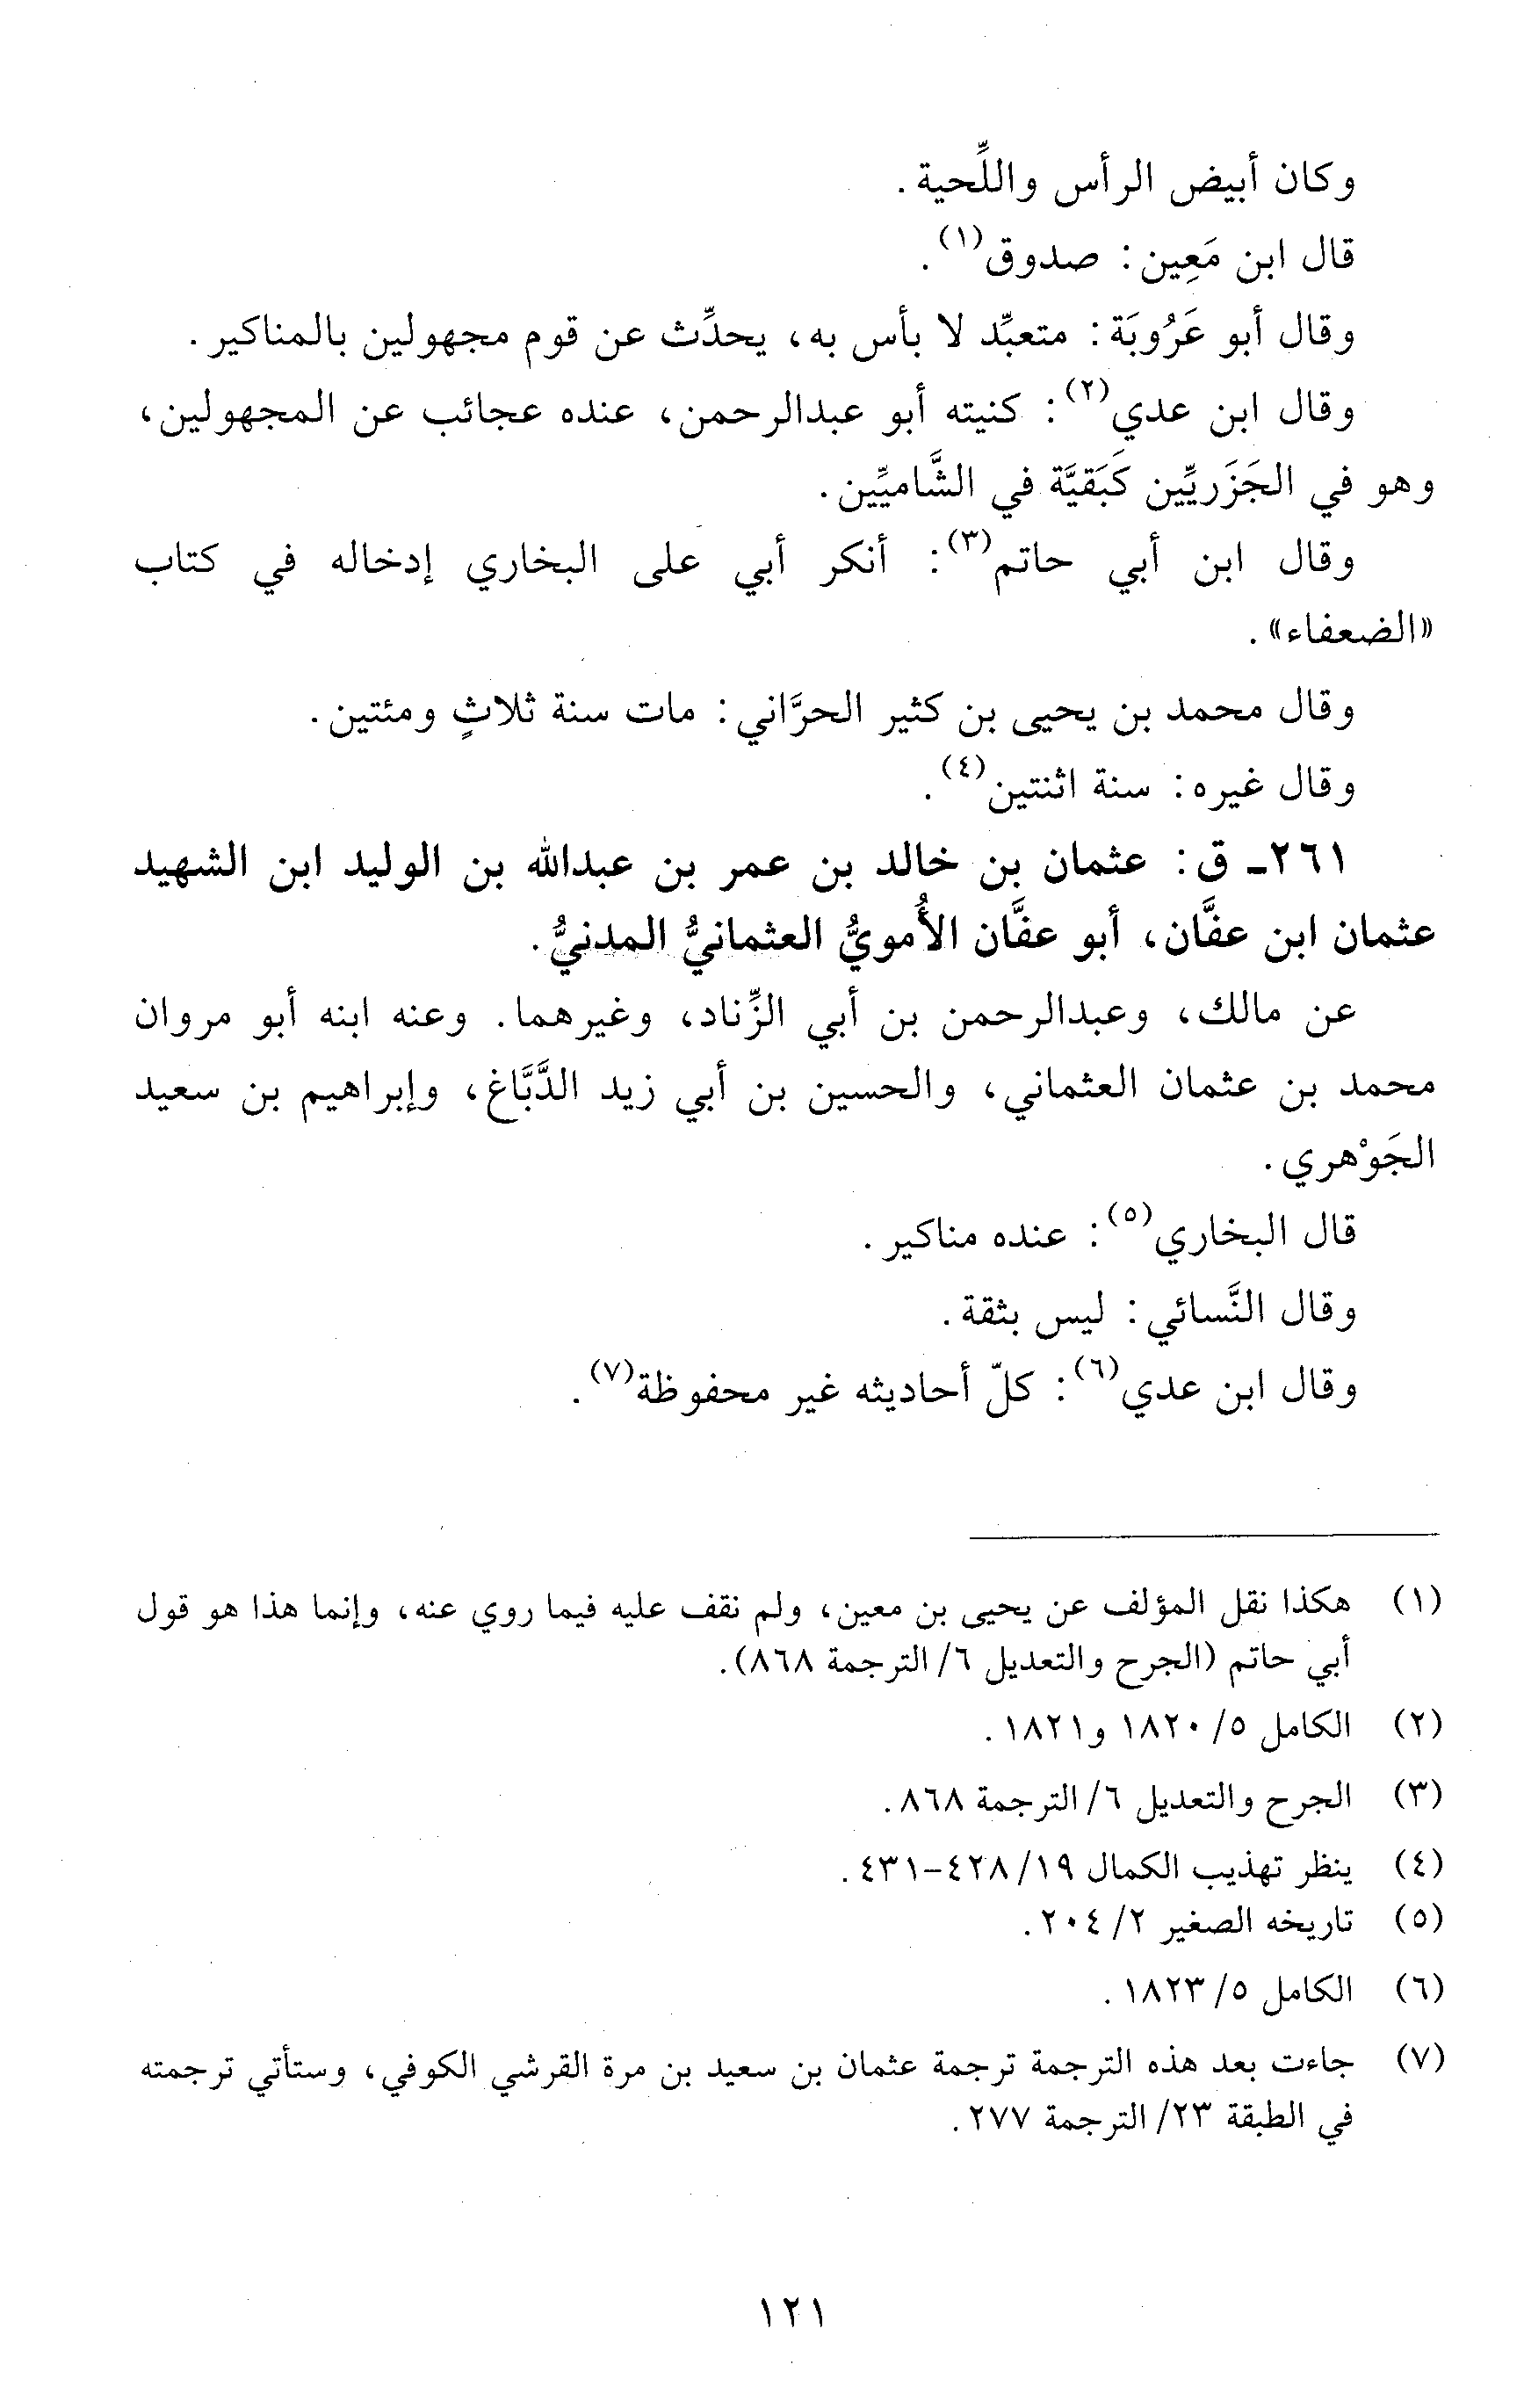 وكان أبيض الرأس واللِّحية.
قال ابن مَعِين: صدوق(١).
وقال أبو عَرُوبَة: متعبِّد لا بأس به، يحدِّث عن قوم مجهولين بالمناكير.
وقال ابن عدي(٢): كنيته أبو عبدالرحمن، عنده عجائب عن المجهولين،
وهو في الجَزَريِّين كَبَقيَّة في الشَّاميِّين.
وقال ابن أبي حاتم(٣): أنكر أبي على البخاري إدخاله في كتاب
«الضعفاء».
وقال محمد بن يحيى بن كثير الحرَّاني: مات سنة ثلاثٍ ومئتين.
وقال غيره: سنة اثنتين(٤).
٢٦١ـ ق: عثمان بن خالد بن عمر بن عبدالله بن الوليد ابن الشهيد
عثمان ابن عفَّان، أبو عفَّان الأُمويُّ العثمانيُّ المدنيُّ.
عن مالك، وعبدالرحمن بن أبي الزِّناد، وغيرهما. وعنه ابنه أبو مروان
محمد بن عثمان العثماني، والحسين بن أبي زيد الدَّبَّاغ، وإبراهيم بن سعيد
الجَوْهري.
قال البخاري(٥): عنده مناكير.
وقال النَّسائي: ليس بثقة.
وقال ابن عدي(٦): كلّ أحاديثه غير محفوظة(٧).
(١) هكذا نقل المؤلف عن يحيى بن معين، ولم نقف عليه فيما روي عنه، وإنما هذا هو قول
أبي حاتم (الجرح والتعديل ٦/ الترجمة ٨٦٨).
(٢) الكامل ٥/ ١٨٢٠ و١٨٢١.
(٣) الجرح والتعديل ٦/ الترجمة ٨٦٨.
(٤) ينظر تهذيب الكمال ١٩/ ٤٢٨-٤٣١.
(٥) تاريخه الصغير ٢/ ٢٠٤.
(٦) الكامل ٥/ ١٨٢٣.
(٧) جاءت بعد هذه الترجمة ترجمة عثمان بن سعيد بن مرة القرشي الكوفي، وستأتي ترجمته
في الطبقة ٢٣/ الترجمة ٢٧٧.
١٢١